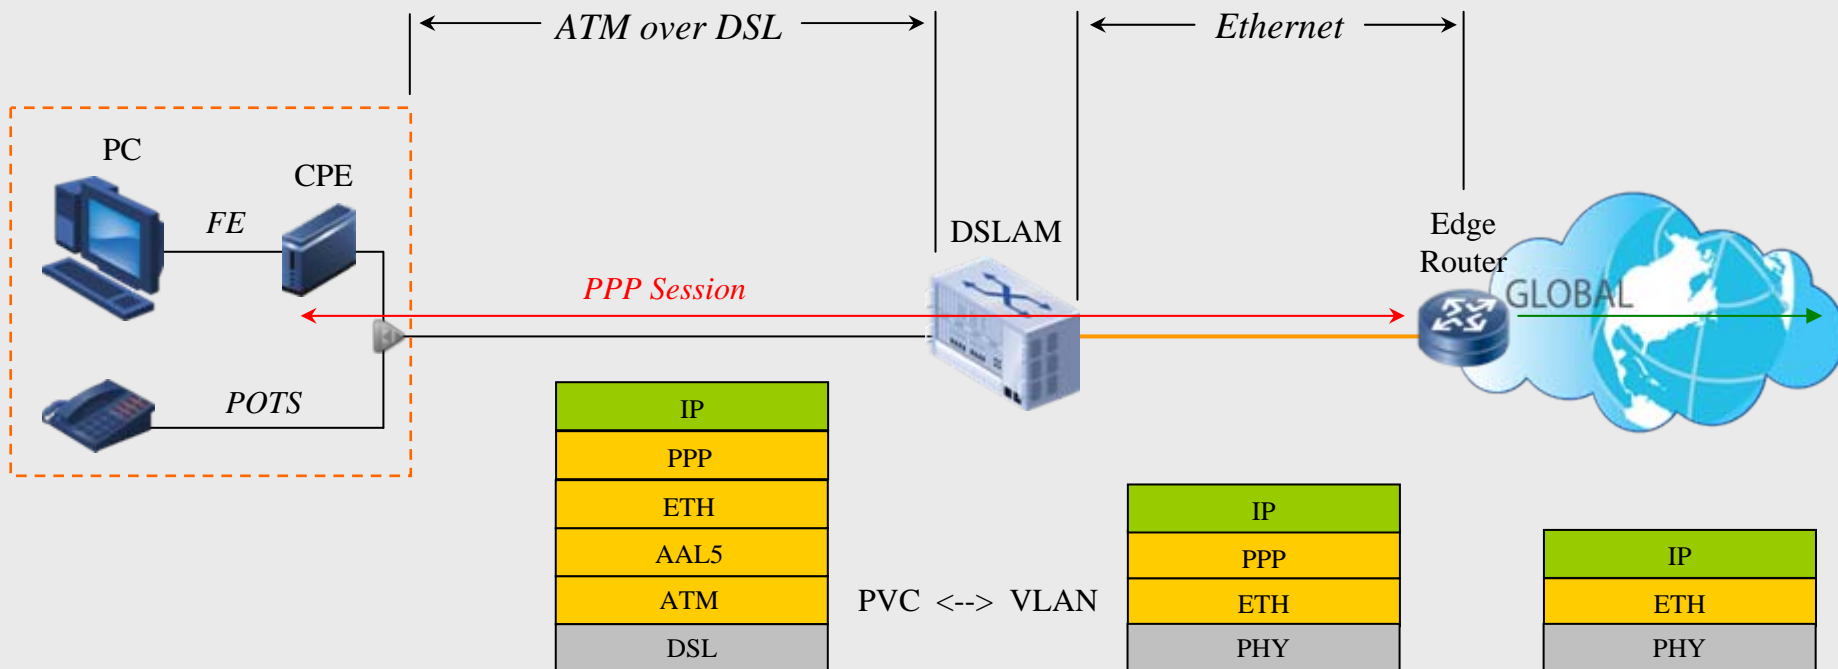 ATM over DSL
Ethernet
PC
CPE
FE
DSLAM
Edge
Router
PPP Session
GLOBAL
POTS
IP
PPP
ETH
AAL5
ATM
DSL
PVC <--> VLAN
IP
PPP
ETH
PHY
IP
ETH
PHY